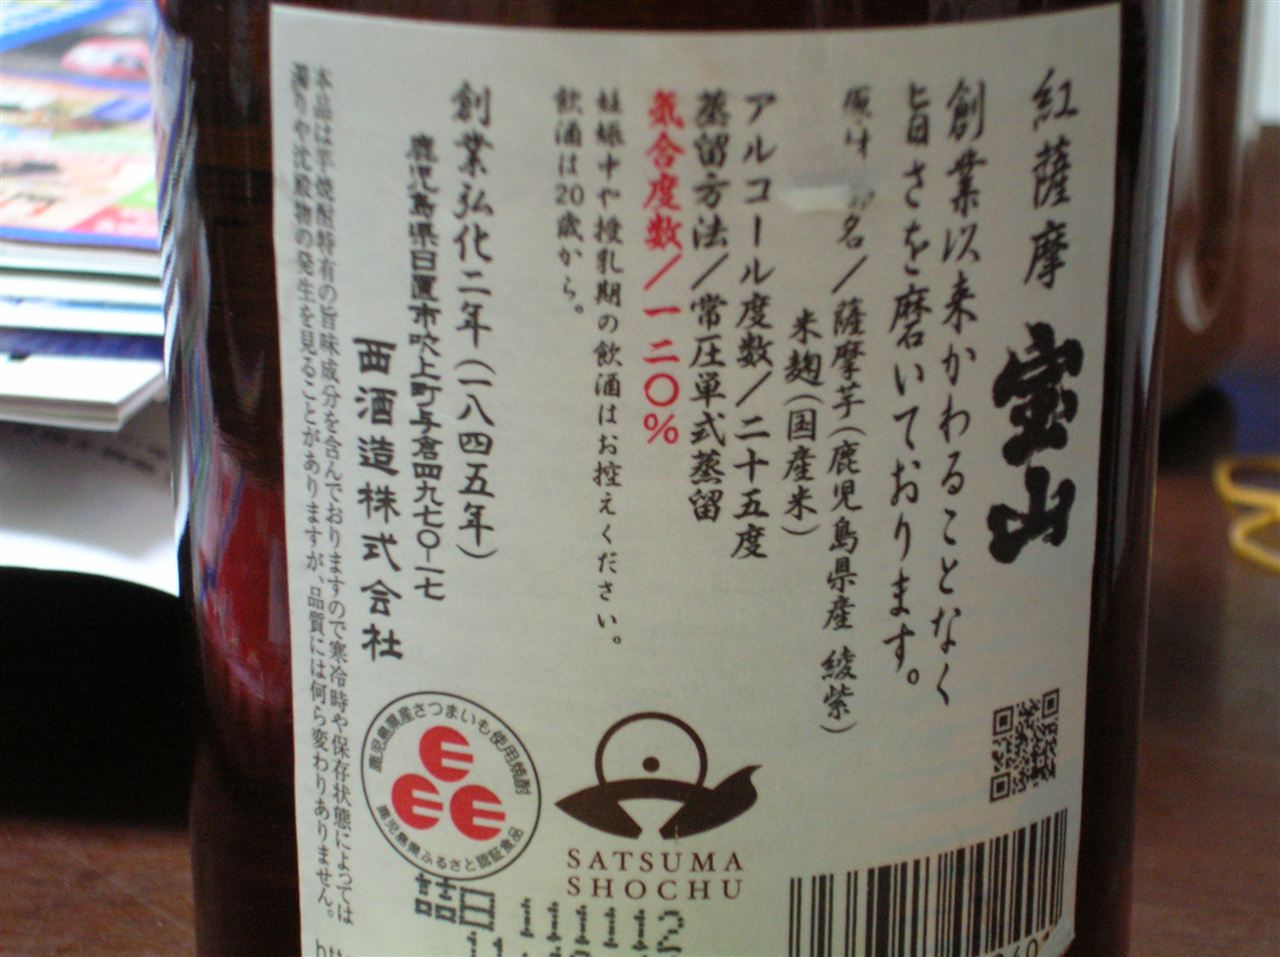 紅薩摩 宝山
創業以来かわることなく
旨さを磨いております。
名／薩摩芋（鹿児島県産 綾紫）
米麹（国産米）
アルコール度数／二十五度
蒸留方法／常圧単式蒸留
気合度数／一二〇％
妊娠中や授乳期の飲酒はお控えください。
飲酒は20歳から。
創業弘化二年（一八四五年）
鹿児島県日置市吹上町与倉四九七〇-一七
西酒造株式会社
本品は芋焼酎特有の旨味成分を含んでおりますので寒冷時や保存状態によっては
濁りや沈殿物の発生を見ることがありますが、品質には何ら変わりありません。
鹿児島県産さつまいも使用焼酎
鹿児島県ふるさと認証食品
SATSUMA
SHOCHU
詰日